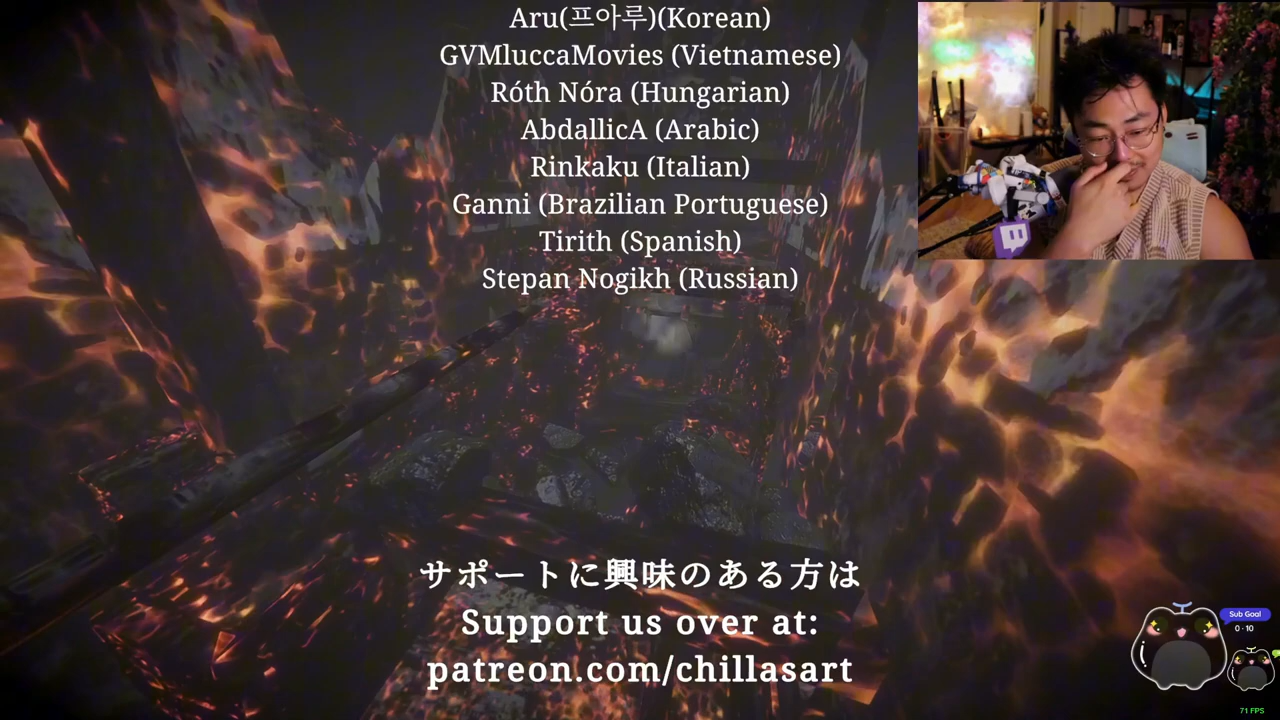 Aru(프아루)(Korean)
GVMluccaMovies (Vietnamese)
Róth Nóra (Hungarian)
AbdallicA (Arabic)
Rinkaku (Italian)
Ganni (Brazilian Portuguese)
Tirith (Spanish)
Stepan Nogikh (Russian)
サポートに興味のある方は
Support us over at:
patreon.com/chillasart
Sub Goal
0 - 10
71 FPS